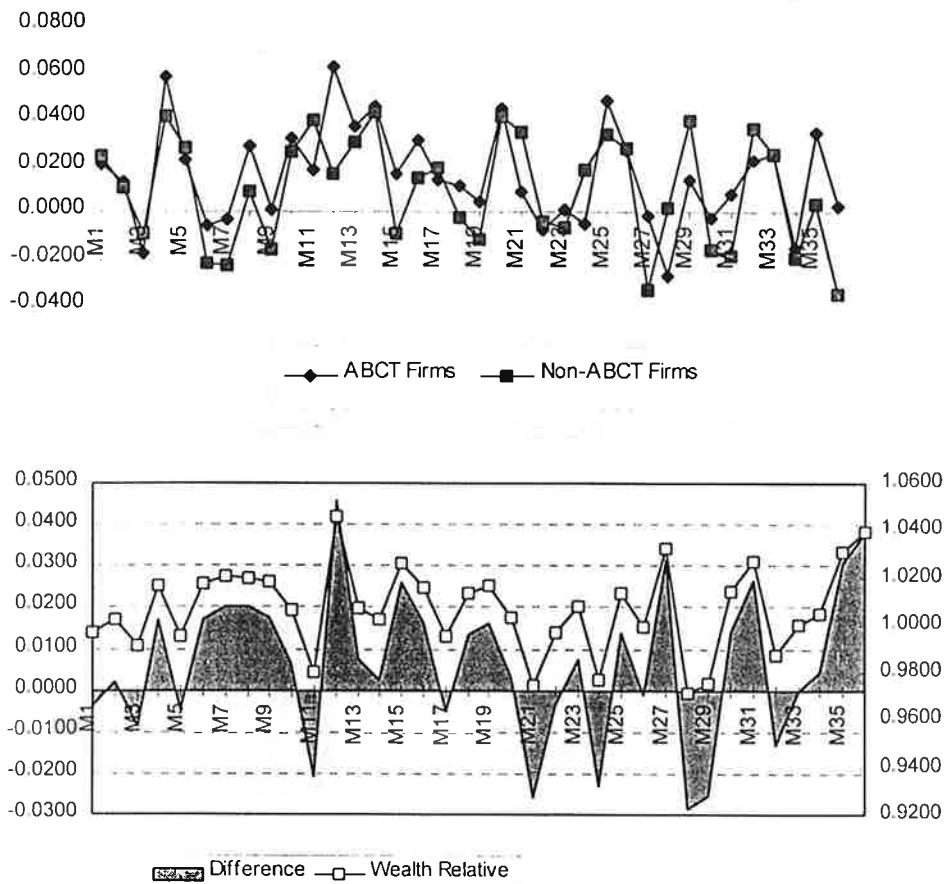 0.0800
0.0600
0.0400
0.0200
0.0000
-0.0200
-0.0400
M1
M3
M5
M7
M9
M11
M13
M15
M17
M19
M21
M25
M27
M29
M31
M33
M35
ABCT Firms Non-ABCT Firms
0.0500 1.0600
0.0400 1.0400
0.0300 1.0200
0.0200 1.0000
0.0100 0.9800
0.0000 0.9600
-0.0100 0.9400
-0.0200 0.9200
-0.0300
M1
M3
M5
M7
M9
M11
M13
M15
M17
M19
M21
M23
M25
M27
M29
M31
M33
M35
Difference Wealth Relative